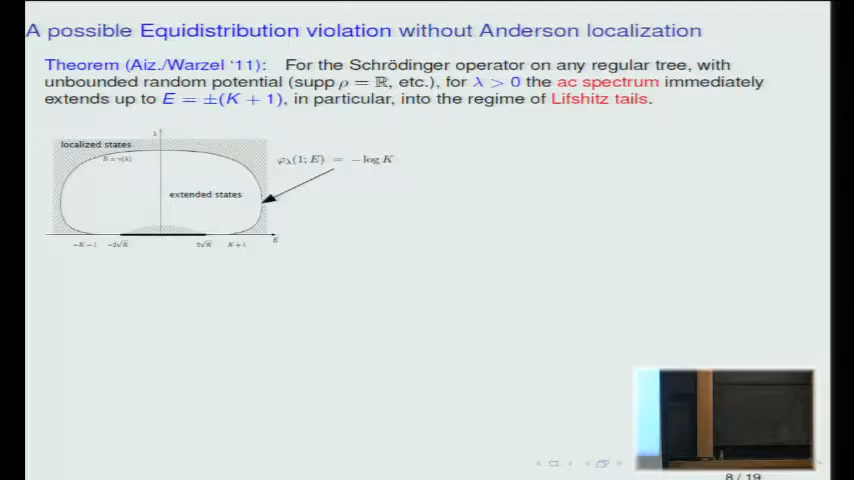 A possible Equidistribution violation without Anderson localization
Theorem (Aiz./Warzel '11): For the Schrödinger operator on any regular tree, with
unbounded random potential (supp ρ = ℝ, etc.), for λ > 0 the ac spectrum immediately
extends up to E = ±(K + 1), in particular, into the regime of Lifshitz tails.
λ
localized states
φλ(1; E) = − log K
extended states
−K − 1
−2√K
2√K
K + 1
E
8 / 19